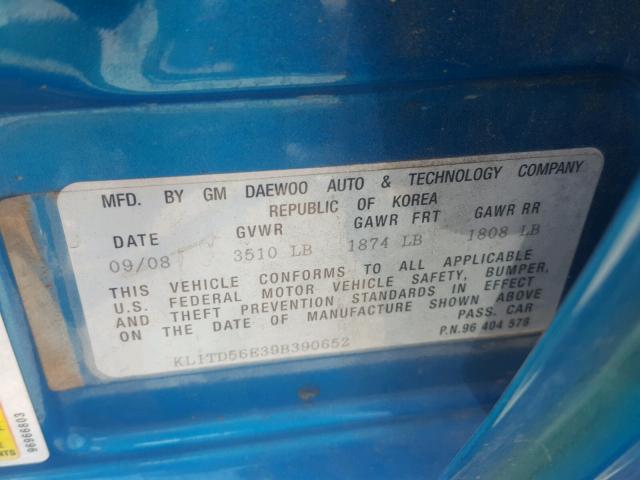 MFD. BY GM DAEWOO AUTO & TECHNOLOGY COMPANY
REPUBLIC OF KOREA
DATE GVWR GAWR FRT GAWR RR
09/08 3510 LB 1874 LB 1808 LB
THIS VEHICLE CONFORMS TO ALL APPLICABLE
U.S. FEDERAL MOTOR VEHICLE SAFETY, BUMPER,
AND THEFT PREVENTION STANDARDS IN EFFECT
ON THE DATE OF MANUFACTURE SHOWN ABOVE
PASS. CAR
KL1TD56E39B390652
P.N.96 404 578
96966803